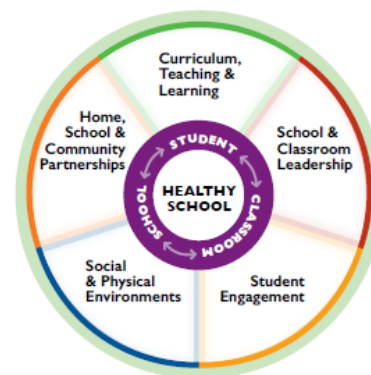 Curriculum,
Teaching &
Learning
Home,
School &
Community
Partnerships
School &
Classroom
Leadership
STUDENT
CLASSROOM
SCHOOL
HEALTHY
SCHOOL
Social
& Physical
Environments
Student
Engagement